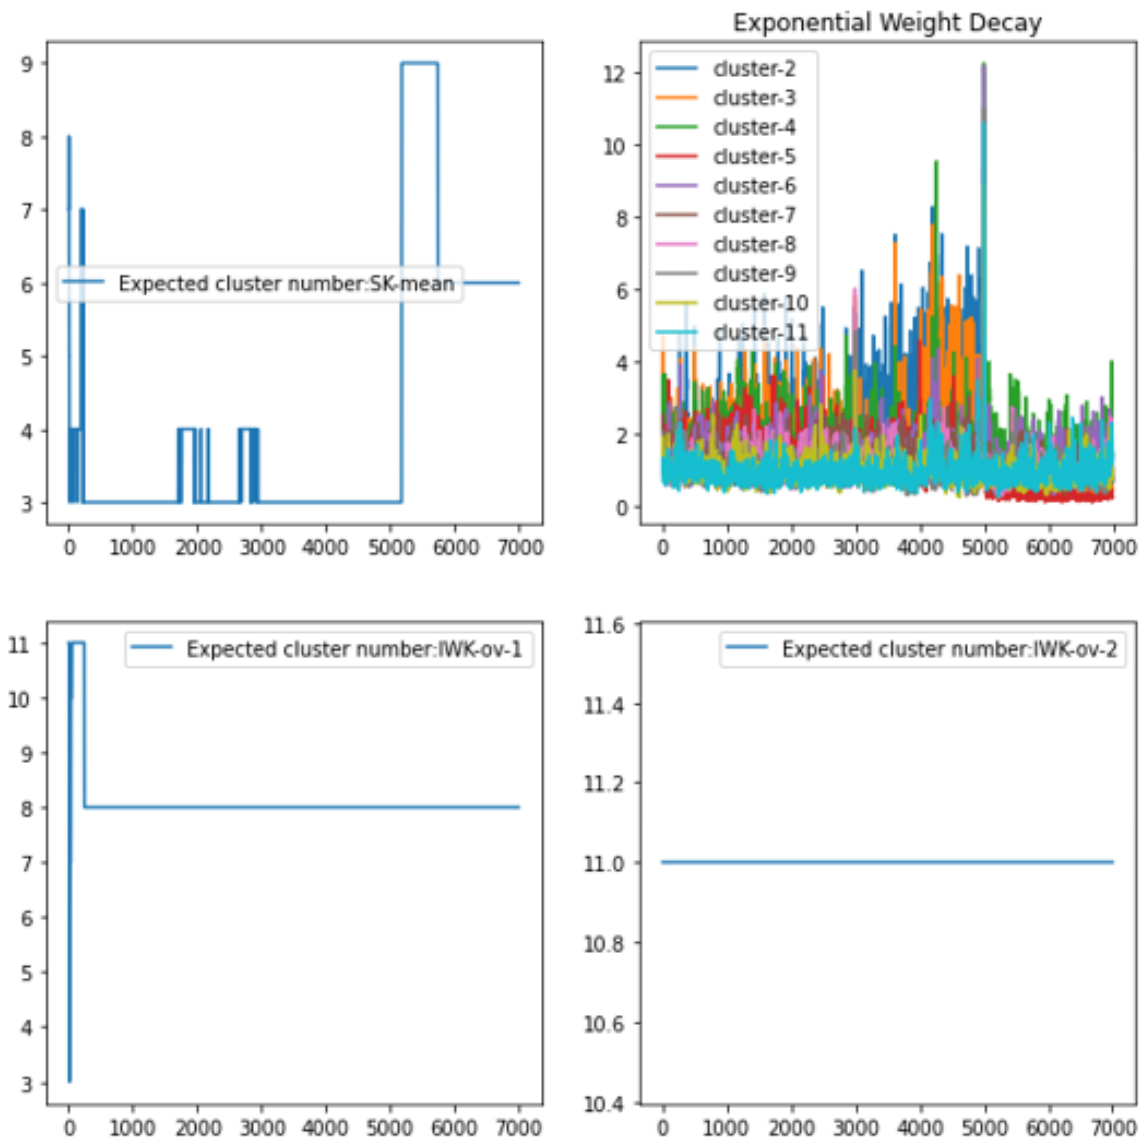 Exponential Weight Decay
9
8
7
6
5
4
3
Expected cluster number:SK-mean
0 1000 2000 3000 4000 5000 6000 7000
12
10
8
6
4
2
0
cluster-2
cluster-3
cluster-4
cluster-5
cluster-6
cluster-7
cluster-8
cluster-9
cluster-10
cluster-11
0 1000 2000 3000 4000 5000 6000 7000
11
10
9
8
7
6
5
4
3
Expected cluster number:IWK-ov-1
0 1000 2000 3000 4000 5000 6000 7000
11.6
11.4
11.2
11.0
10.8
10.6
10.4
Expected cluster number:IWK-ov-2
0 1000 2000 3000 4000 5000 6000 7000